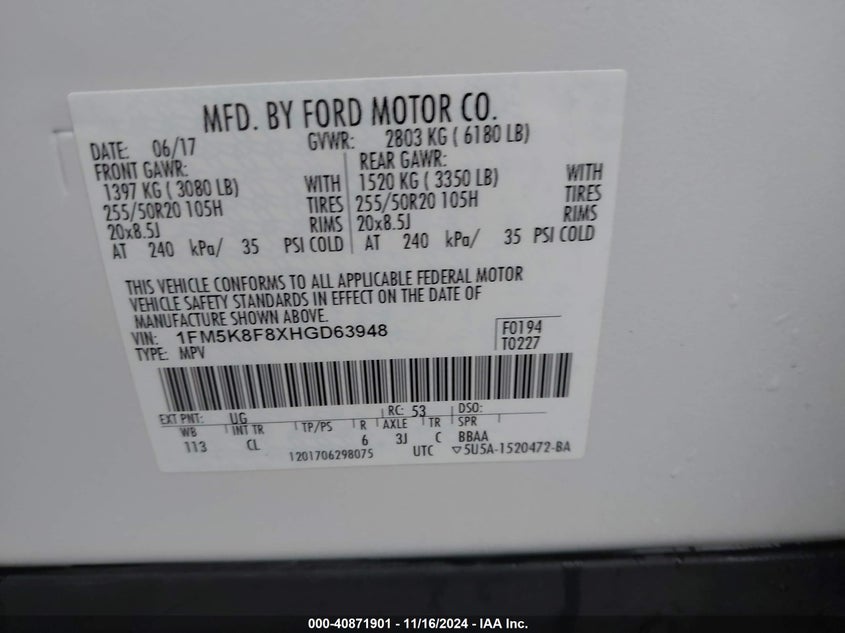 MFD. BY FORD MOTOR CO.
DATE: 06/17 GVWR: 2803 KG ( 6180 LB)
FRONT GAWR: REAR GAWR:
1397 KG ( 3080 LB) WITH 1520 KG ( 3350 LB) WITH
255/50R20 105H TIRES 255/50R20 105H TIRES
20x8.5J RIMS 20x8.5J RIMS
AT 240 kPa/ 35 PSI COLD AT 240 kPa/ 35 PSI COLD
THIS VEHICLE CONFORMS TO ALL APPLICABLE FEDERAL MOTOR
VEHICLE SAFETY STANDARDS IN EFFECT ON THE DATE OF
MANUFACTURE SHOWN ABOVE.
VIN: 1FM5K8F8XHGD63948 F0194
TYPE: MPV T0227
EXT PNT: UG RC: 53 DSO:
WB INT TR TP/PS R AXLE TR SPR
113 CL 6 3J C BBAA
1201706298075 UTC ▽5U5A-1520472-BA
000-40871901 - 11/16/2024 - IAA Inc.